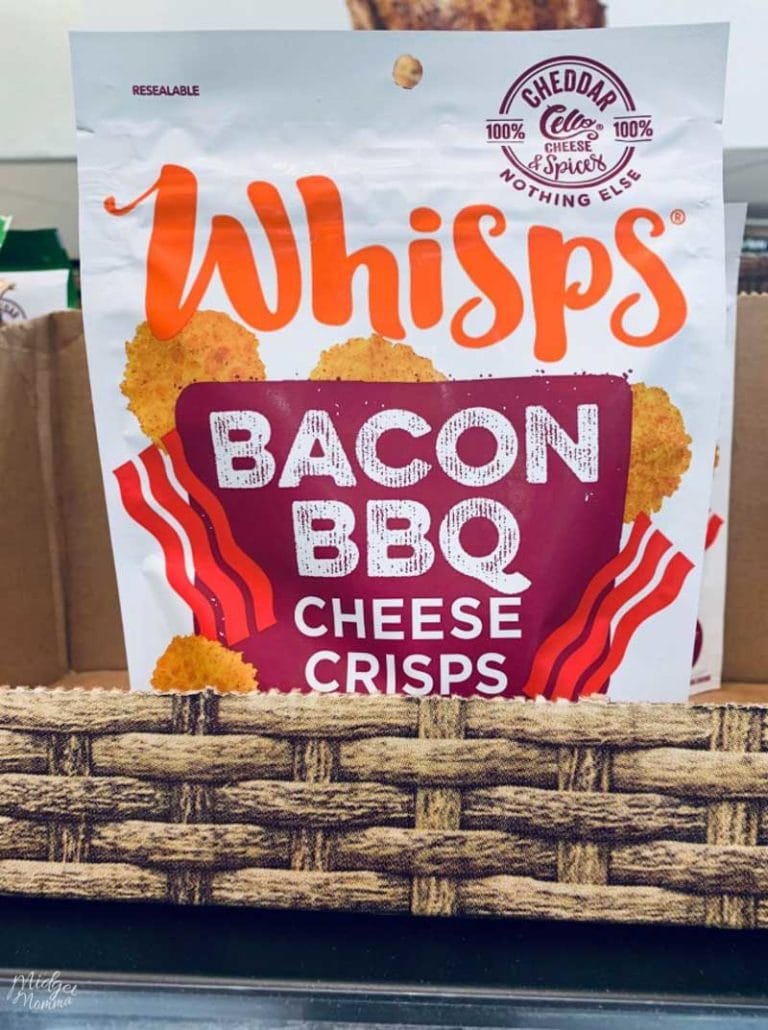 RESEALABLE
CHEDDAR
100% Cello® 100%
CHEESE
& Spices
NOTHING ELSE
Whisps®
BACON
BBQ
CHEESE
CRISPS
Midget
Momma